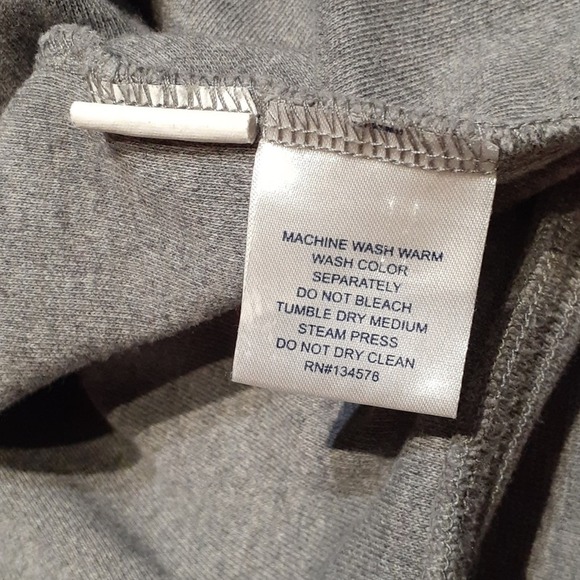 MACHINE WASH WARM
WASH COLOR
SEPARATELY
DO NOT BLEACH
TUMBLE DRY MEDIUM
STEAM PRESS
DO NOT DRY CLEAN
RN#134578